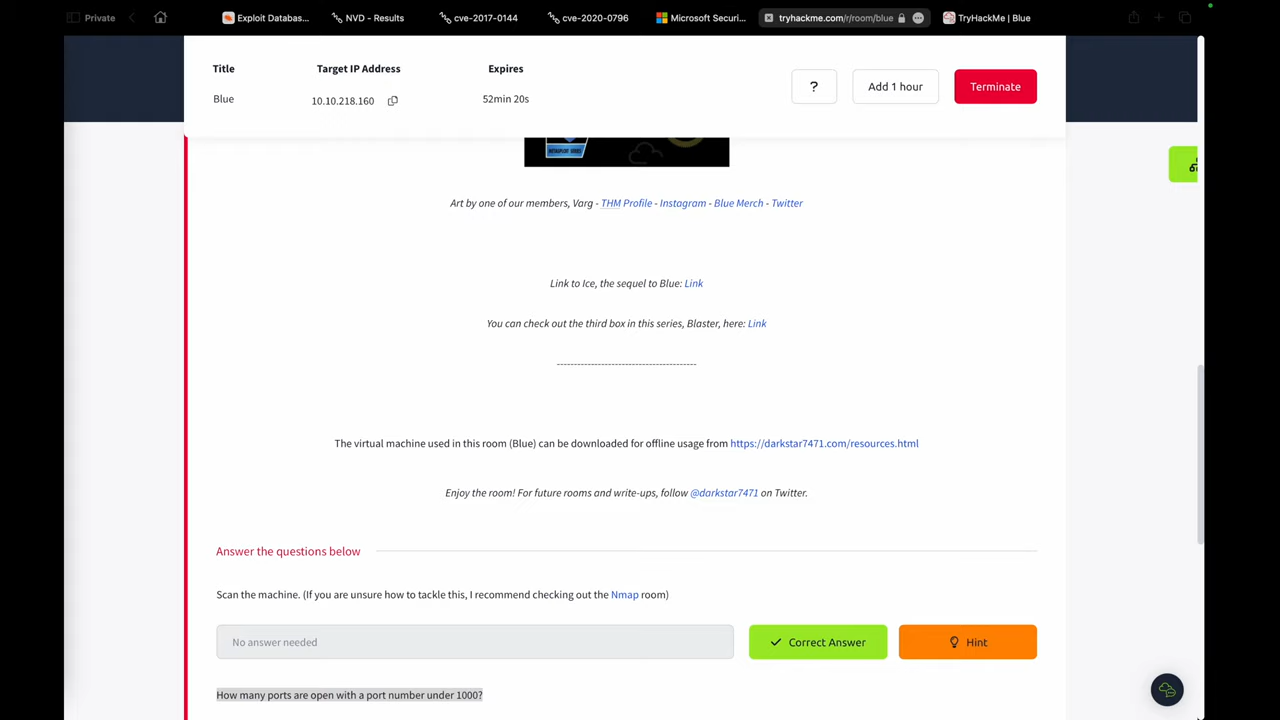 Private
Exploit Databas...
NVD - Results
cve-2017-0144
cve-2020-0796
Microsoft Securi...
tryhackme.com/r/room/blue
TryHackMe | Blue
Title
Target IP Address
Expires
Blue
10.10.218.160
52min 20s
?
Add 1 hour
Terminate
Art by one of our members, Varg - THM Profile - Instagram - Blue Merch - Twitter
Link to Ice, the sequel to Blue: Link
You can check out the third box in this series, Blaster, here: Link
----------------------------------------
The virtual machine used in this room (Blue) can be downloaded for offline usage from https://darkstar7471.com/resources.html
Enjoy the room! For future rooms and write-ups, follow @darkstar7471 on Twitter.
Answer the questions below
Scan the machine. (If you are unsure how to tackle this, I recommend checking out the Nmap room)
No answer needed
Correct Answer
Hint
How many ports are open with a port number under 1000?